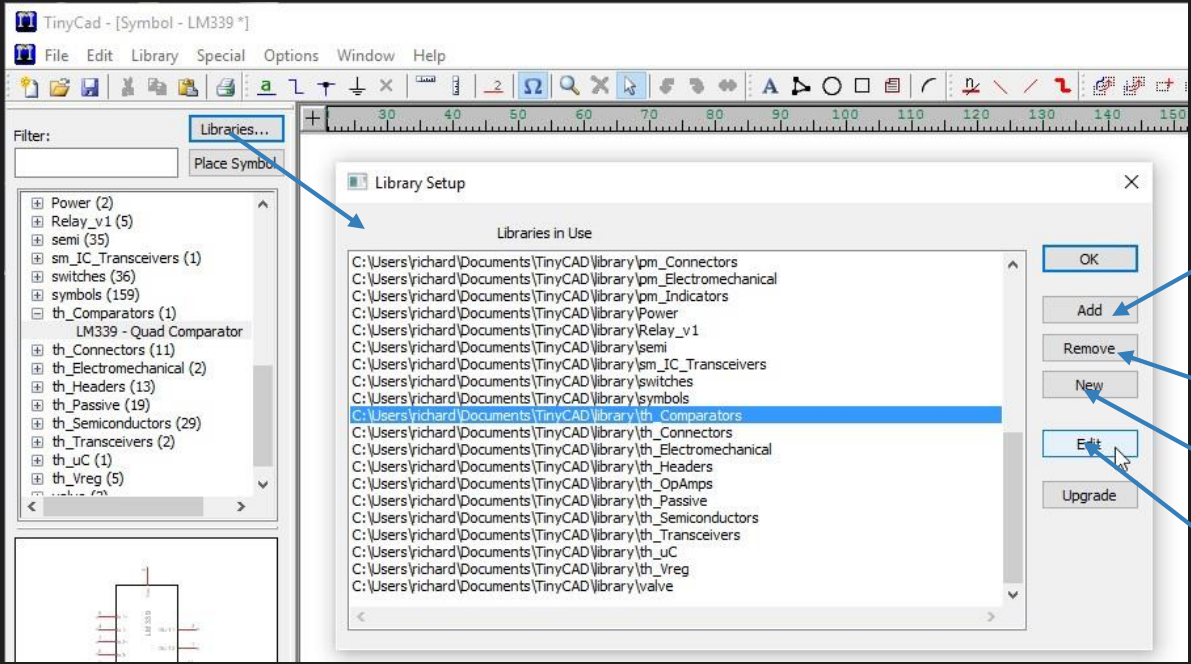 TinyCad - [Symbol - LM339 *]
File Edit Library Special Options Window Help
Filter:
Libraries...
Place Symbol
Power (2)
Relay_v1 (5)
semi (35)
sm_IC_Transceivers (1)
switches (36)
symbols (159)
th_Comparators (1)
LM339 - Quad Comparator
th_Connectors (11)
th_Electromechanical (2)
th_Headers (13)
th_Passive (19)
th_Semiconductors (29)
th_Transceivers (2)
th_uC (1)
th_Vreg (5)
LM339
30 40 50 60 70 80 90 100 110 120 130 140 150
Library Setup
Libraries in Use
C:\Users\richard\Documents\TinyCAD\library\pm_Connectors
C:\Users\richard\Documents\TinyCAD\library\pm_Electromechanical
C:\Users\richard\Documents\TinyCAD\library\pm_Indicators
C:\Users\richard\Documents\TinyCAD\library\Power
C:\Users\richard\Documents\TinyCAD\library\Relay_v1
C:\Users\richard\Documents\TinyCAD\library\semi
C:\Users\richard\Documents\TinyCAD\library\sm_IC_Transceivers
C:\Users\richard\Documents\TinyCAD\library\switches
C:\Users\richard\Documents\TinyCAD\library\symbols
C:\Users\richard\Documents\TinyCAD\library\th_Comparators
C:\Users\richard\Documents\TinyCAD\library\th_Connectors
C:\Users\richard\Documents\TinyCAD\library\th_Electromechanical
C:\Users\richard\Documents\TinyCAD\library\th_Headers
C:\Users\richard\Documents\TinyCAD\library\th_OpAmps
C:\Users\richard\Documents\TinyCAD\library\th_Passive
C:\Users\richard\Documents\TinyCAD\library\th_Semiconductors
C:\Users\richard\Documents\TinyCAD\library\th_Transceivers
C:\Users\richard\Documents\TinyCAD\library\th_uC
C:\Users\richard\Documents\TinyCAD\library\th_Vreg
C:\Users\richard\Documents\TinyCAD\library\valve
OK
Add
Remove
New
Edit
Upgrade